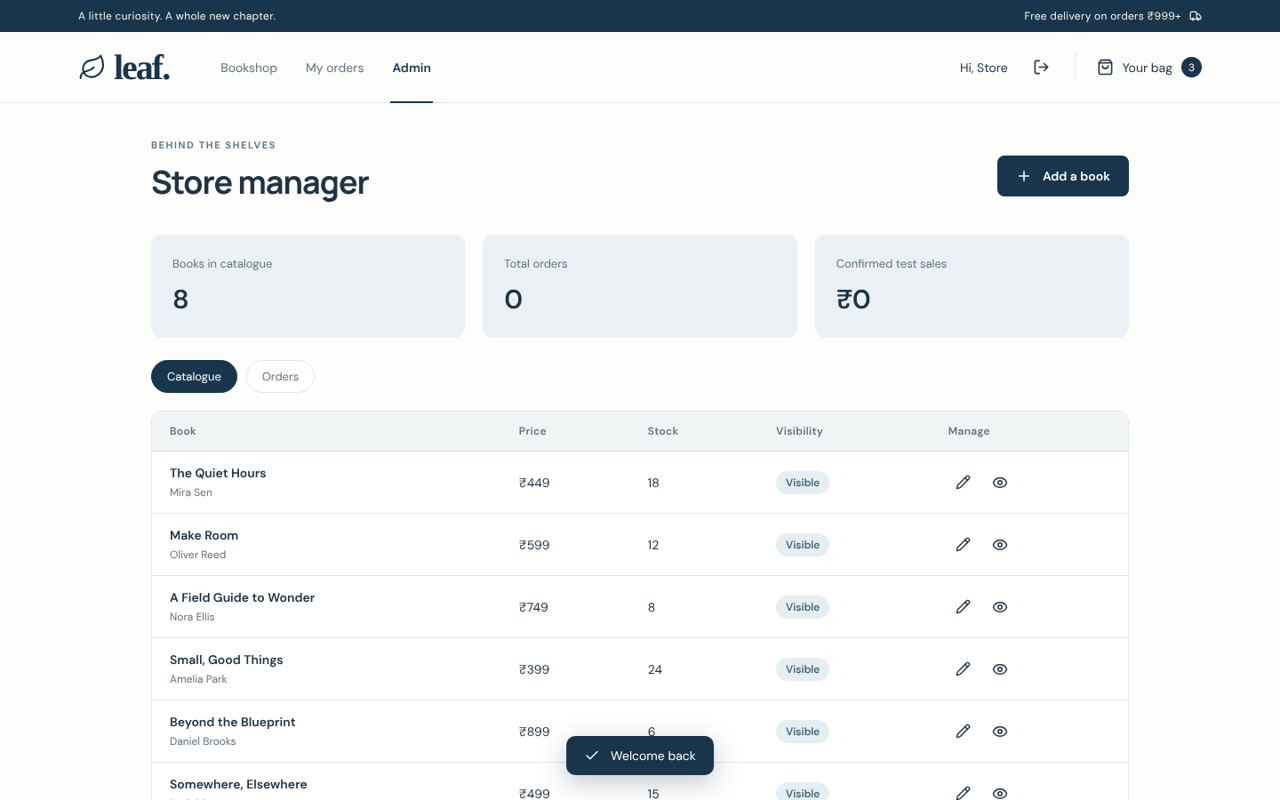 A little curiosity. A whole new chapter.
Free delivery on orders ₹999+
leaf.
Bookshop
My orders
Admin
Hi, Store
Your bag
3
BEHIND THE SHELVES
Store manager
Add a book
Books in catalogue
8
Total orders
0
Confirmed test sales
₹0
Catalogue
Orders
Book Price Stock Visibility Manage
The Quiet Hours
Mira Sen
₹449 18 Visible
Make Room
Oliver Reed
₹599 12 Visible
A Field Guide to Wonder
Nora Ellis
₹749 8 Visible
Small, Good Things
Amelia Park
₹399 24 Visible
Beyond the Blueprint
Daniel Brooks
₹899 6 Visible
Welcome back
Somewhere, Elsewhere
₹499 15 Visible